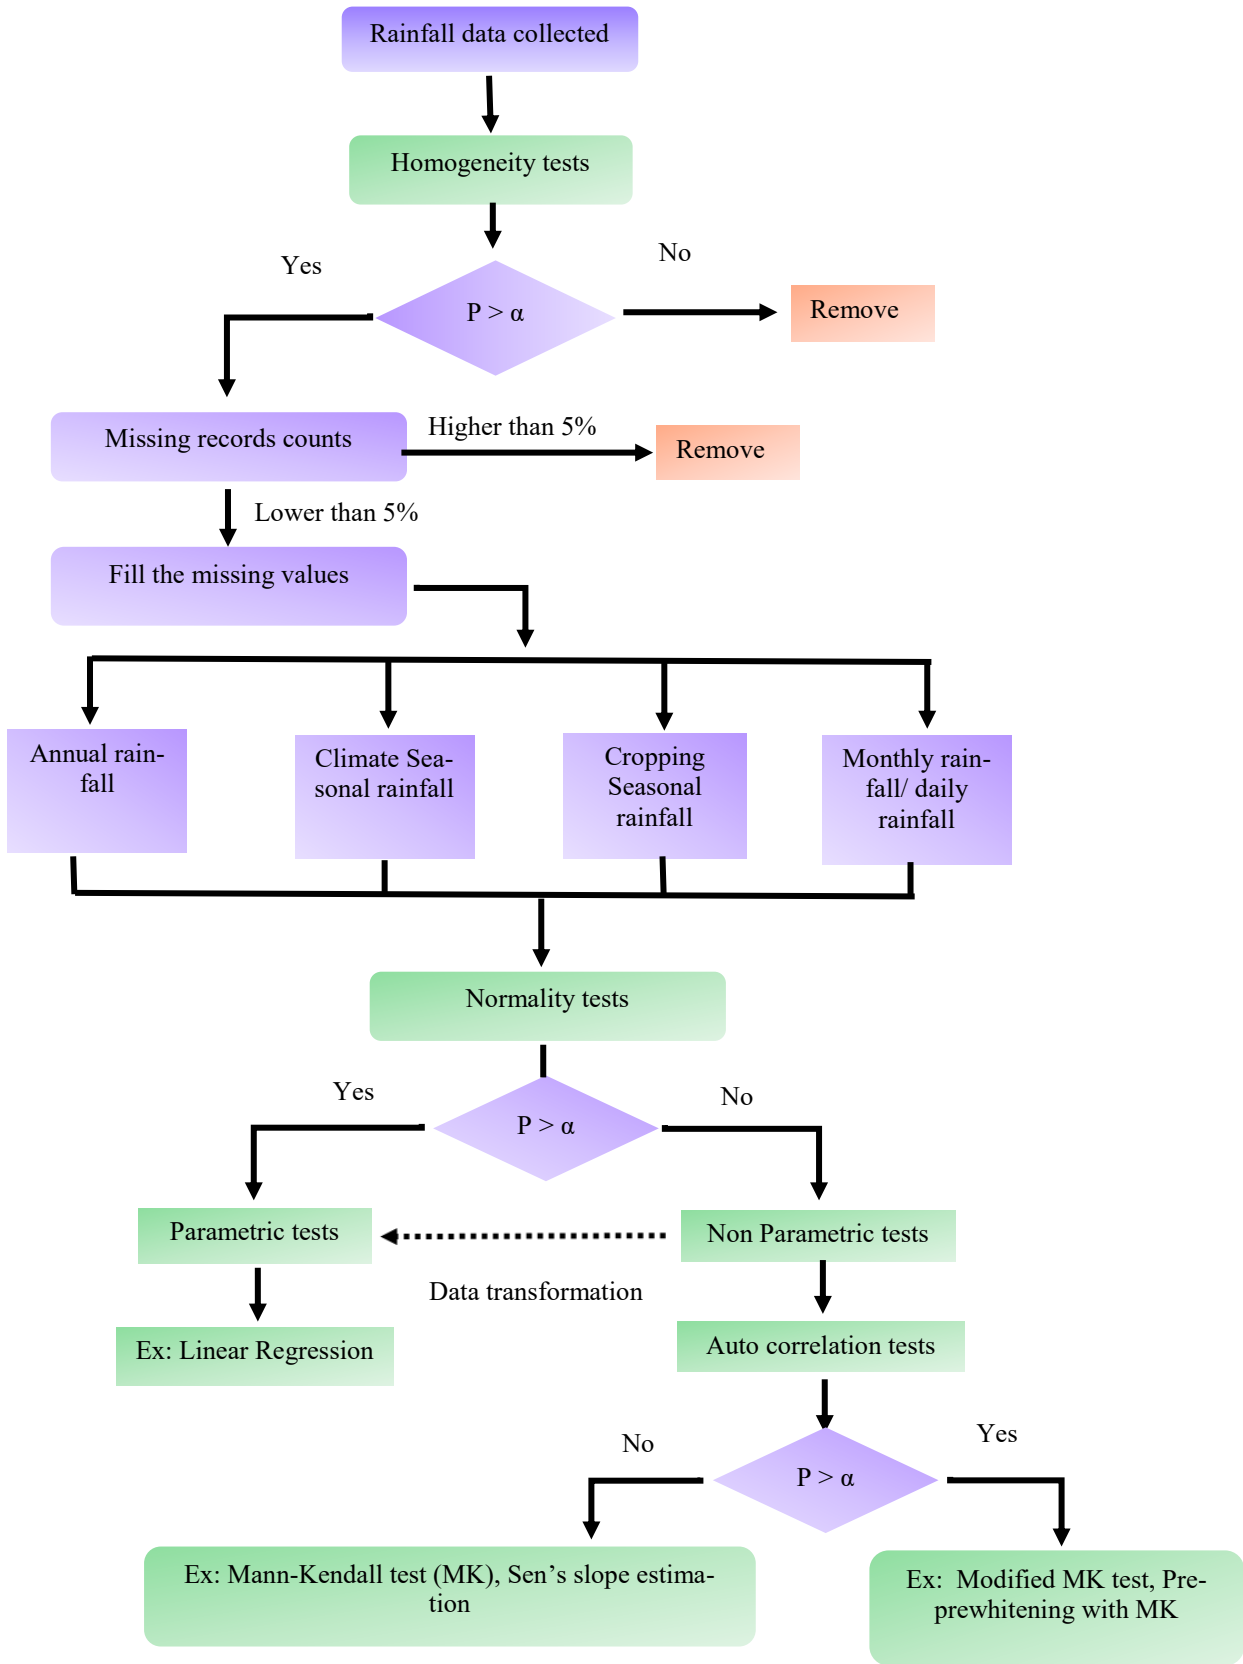 Rainfall data collected
Homogeneity tests
Yes
No
P > α
Remove
Missing records counts
Higher than 5%
Remove
Lower than 5%
Fill the missing values
Annual rain-
fall
Climate Sea-
sonal rainfall
Cropping
Seasonal
rainfall
Monthly rain-
fall/ daily
rainfall
Normality tests
Yes
No
P > α
Parametric tests
Non Parametric tests
Data transformation
Ex: Linear Regression
Auto correlation tests
No
Yes
P > α
Ex: Mann-Kendall test (MK), Sen’s slope estima-
tion
Ex:  Modified MK test, Pre-
prewhitening with MK